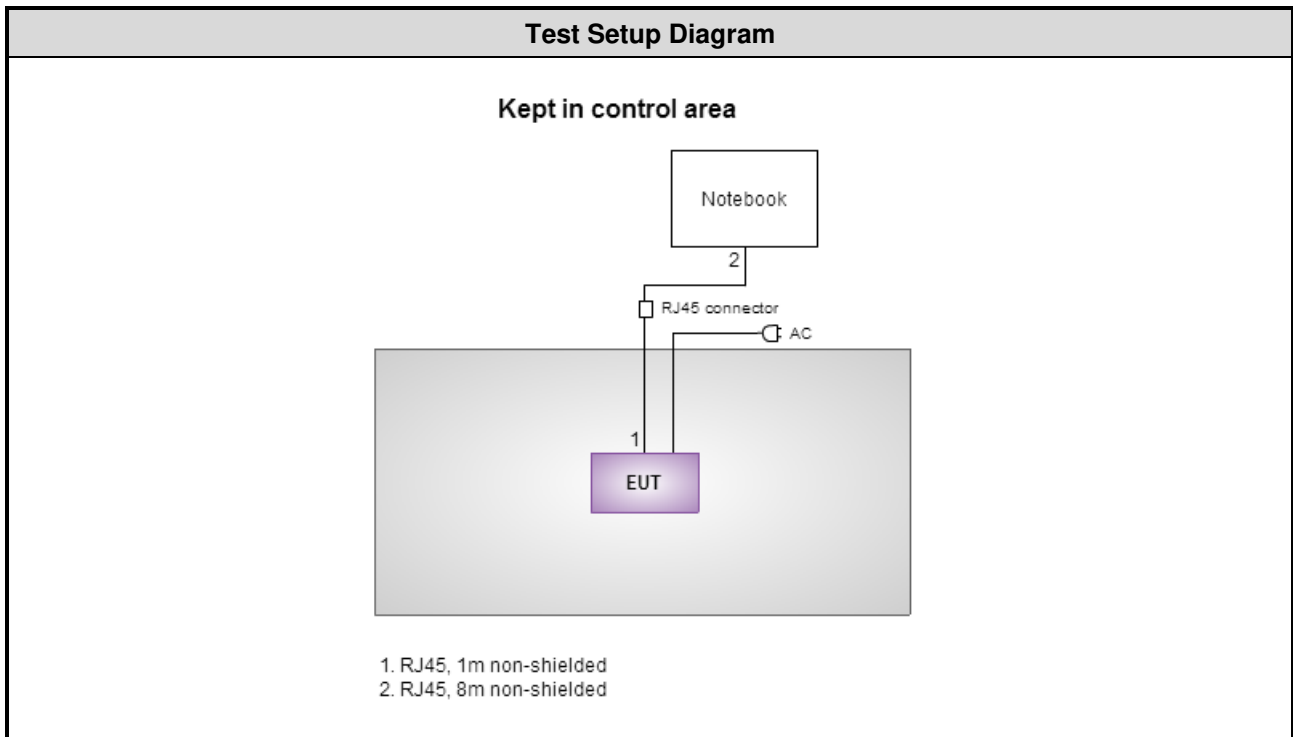 Test Setup Diagram
Kept in control area
Notebook
2
RJ45 connector
AC
1
EUT
1. RJ45, 1m non-shielded
2. RJ45, 8m non-shielded